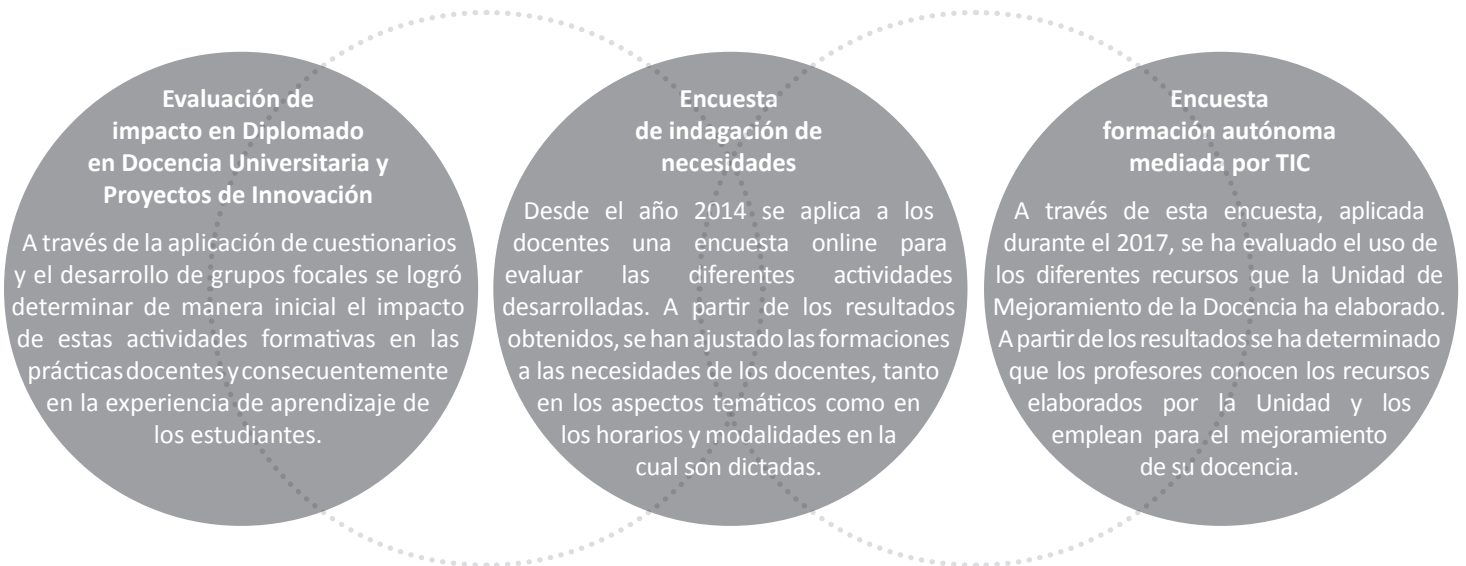 Evaluación de
impacto en Diplomado
en Docencia Universitaria y
Proyectos de Innovación
A través de la aplicación de cuestionarios
y el desarrollo de grupos focales se logró
determinar de manera inicial el impacto
de estas actividades formativas en las
prácticas docentes y consecuentemente
en la experiencia de aprendizaje de
los estudiantes.
Encuesta
de indagación de
necesidades
Desde el año 2014 se aplica a los
docentes una encuesta online para
evaluar las diferentes actividades
desarrolladas. A partir de los resultados
obtenidos, se han ajustado las formaciones
a las necesidades de los docentes, tanto
en los aspectos temáticos como en
los horarios y modalidades en la
cual son dictadas.
Encuesta
formación autónoma
mediada por TIC
A través de esta encuesta, aplicada
durante el 2017, se ha evaluado el uso de
los diferentes recursos que la Unidad de
Mejoramiento de la Docencia ha elaborado.
A partir de los resultados se ha determinado
que los profesores conocen los recursos
elaborados por la Unidad y los
emplean para el mejoramiento
de su docencia.